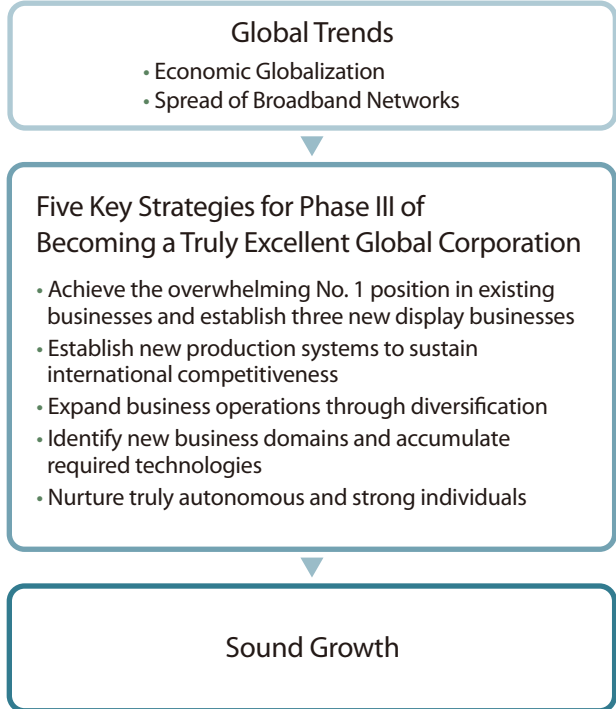 Global Trends
• Economic Globalization
• Spread of Broadband Networks
Five Key Strategies for Phase III of
Becoming a Truly Excellent Global Corporation
• Achieve the overwhelming No. 1 position in existing
businesses and establish three new display businesses
• Establish new production systems to sustain
international competitiveness
• Expand business operations through diversification
• Identify new business domains and accumulate
required technologies
• Nurture truly autonomous and strong individuals
Sound Growth